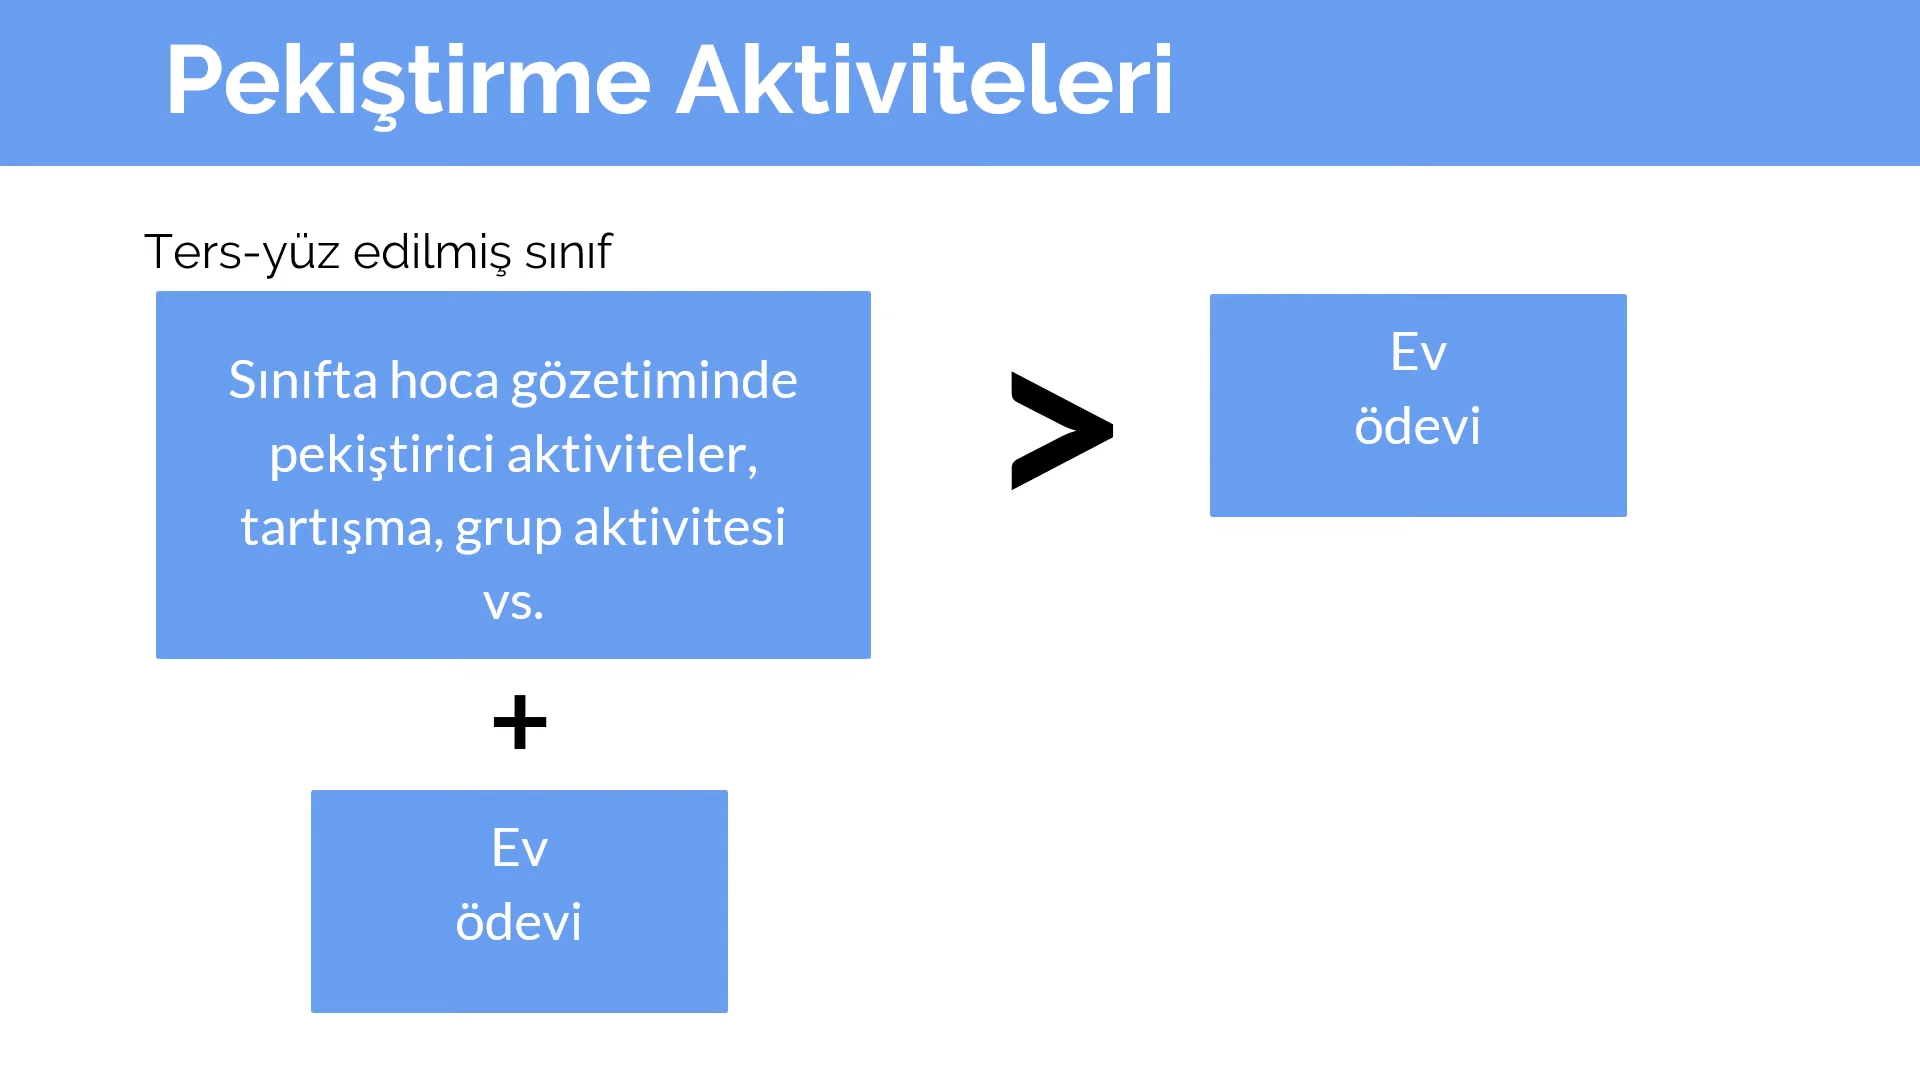 Pekiştirme Aktiviteleri
Ters-yüz edilmiş sınıf
Sınıfta hoca gözetiminde
pekiştirici aktiviteler,
tartışma, grup aktivitesi
vs.
+
Ev
ödevi
>
Ev
ödevi